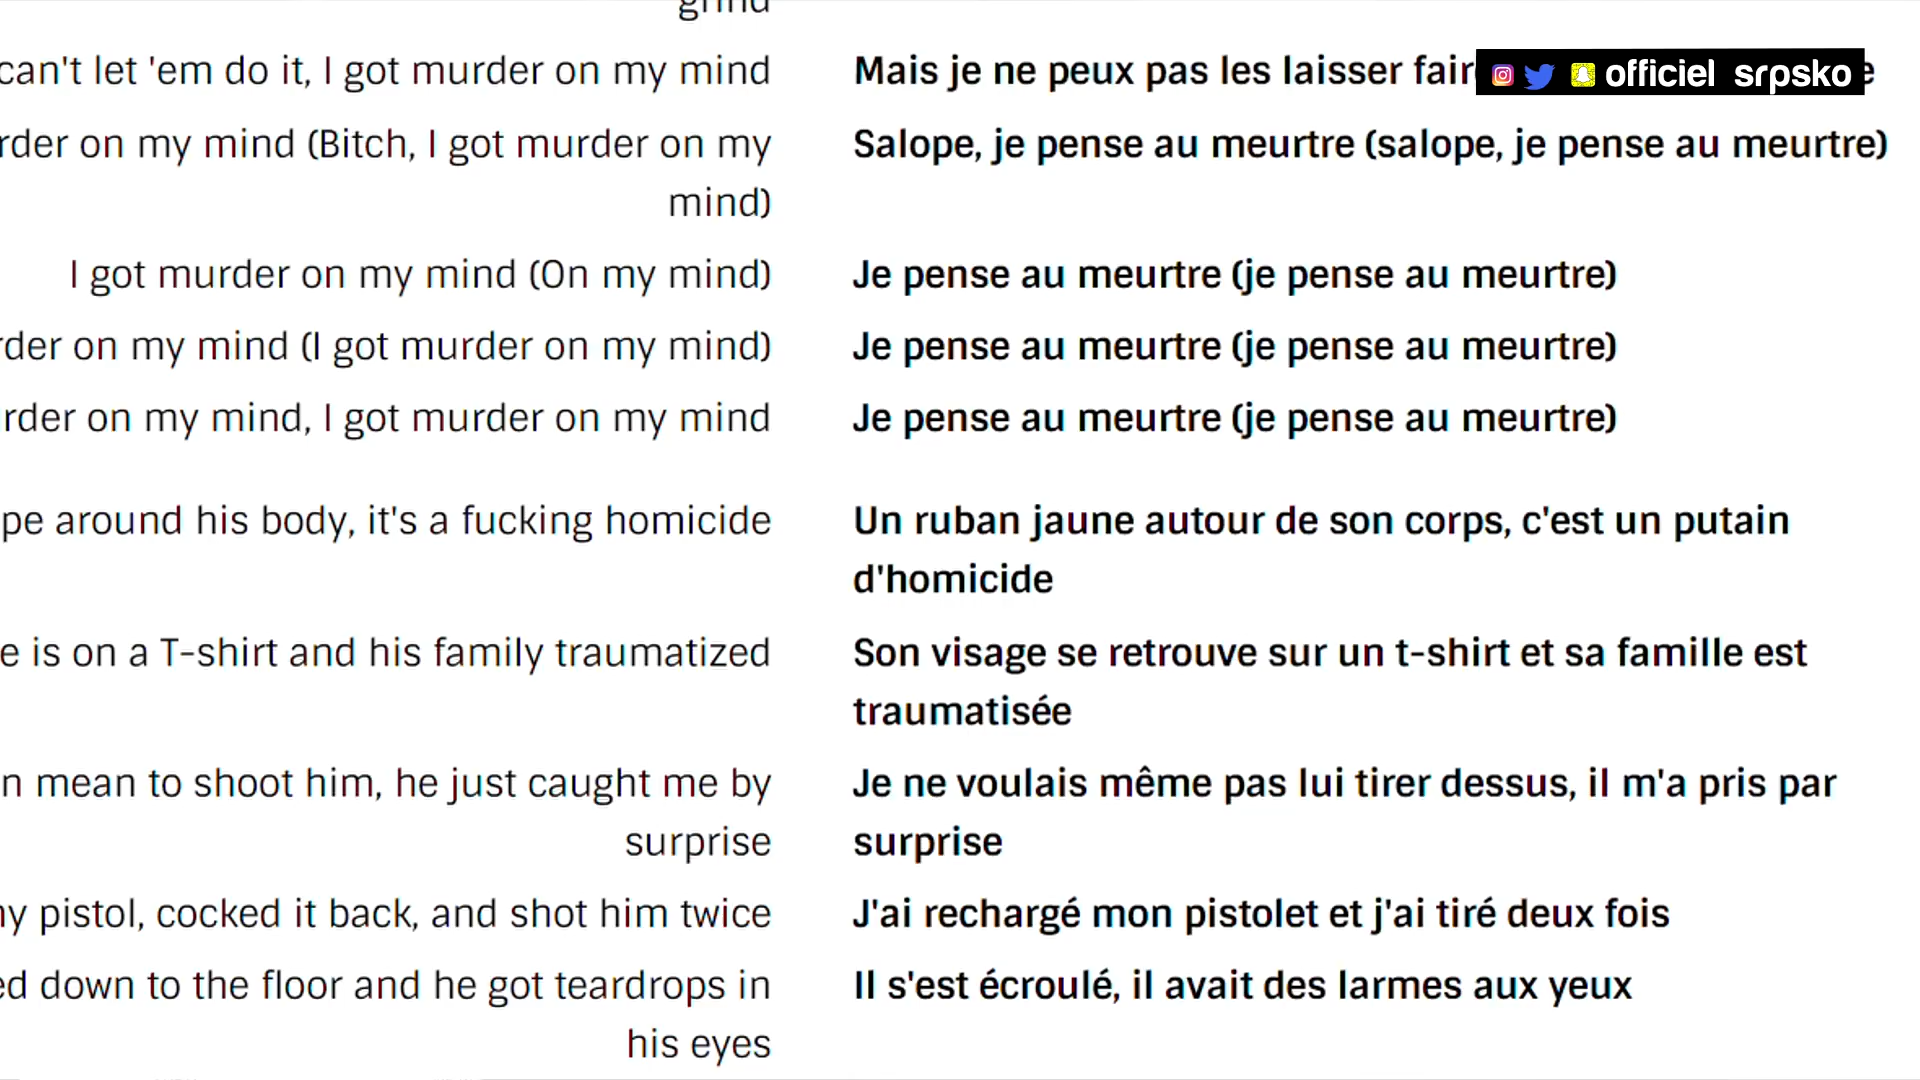 grind
can't let 'em do it, I got murder on my mind
rder on my mind (Bitch, I got murder on my
mind)
I got murder on my mind (On my mind)
rder on my mind (I got murder on my mind)
rder on my mind, I got murder on my mind
pe around his body, it's a fucking homicide
e is on a T-shirt and his family traumatized
n mean to shoot him, he just caught me by
surprise
y pistol, cocked it back, and shot him twice
ed down to the floor and he got teardrops in
his eyes
Mais je ne peux pas les laisser fair
officiel srpsko
Salope, je pense au meurtre (salope, je pense au meurtre)
Je pense au meurtre (je pense au meurtre)
Je pense au meurtre (je pense au meurtre)
Je pense au meurtre (je pense au meurtre)
Un ruban jaune autour de son corps, c'est un putain
d'homicide
Son visage se retrouve sur un t-shirt et sa famille est
traumatisée
Je ne voulais même pas lui tirer dessus, il m'a pris par
surprise
J'ai rechargé mon pistolet et j'ai tiré deux fois
Il s'est écroulé, il avait des larmes aux yeux